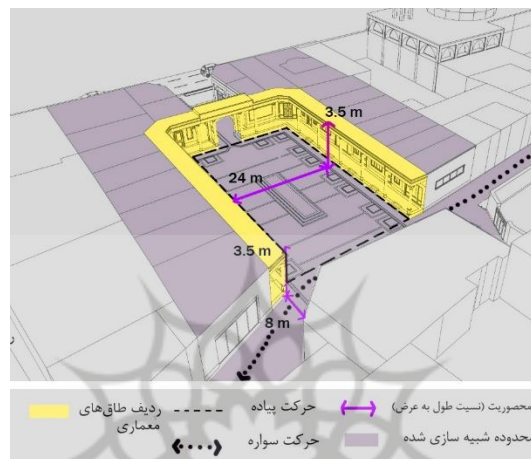 3.5 m
24 m
3.5 m
8 m
محصوریت (نسبت طول به عرض)
حرکت پیاده
ردیف طاق‌های معماری
محدوده شبیه سازی شده
حرکت سواره